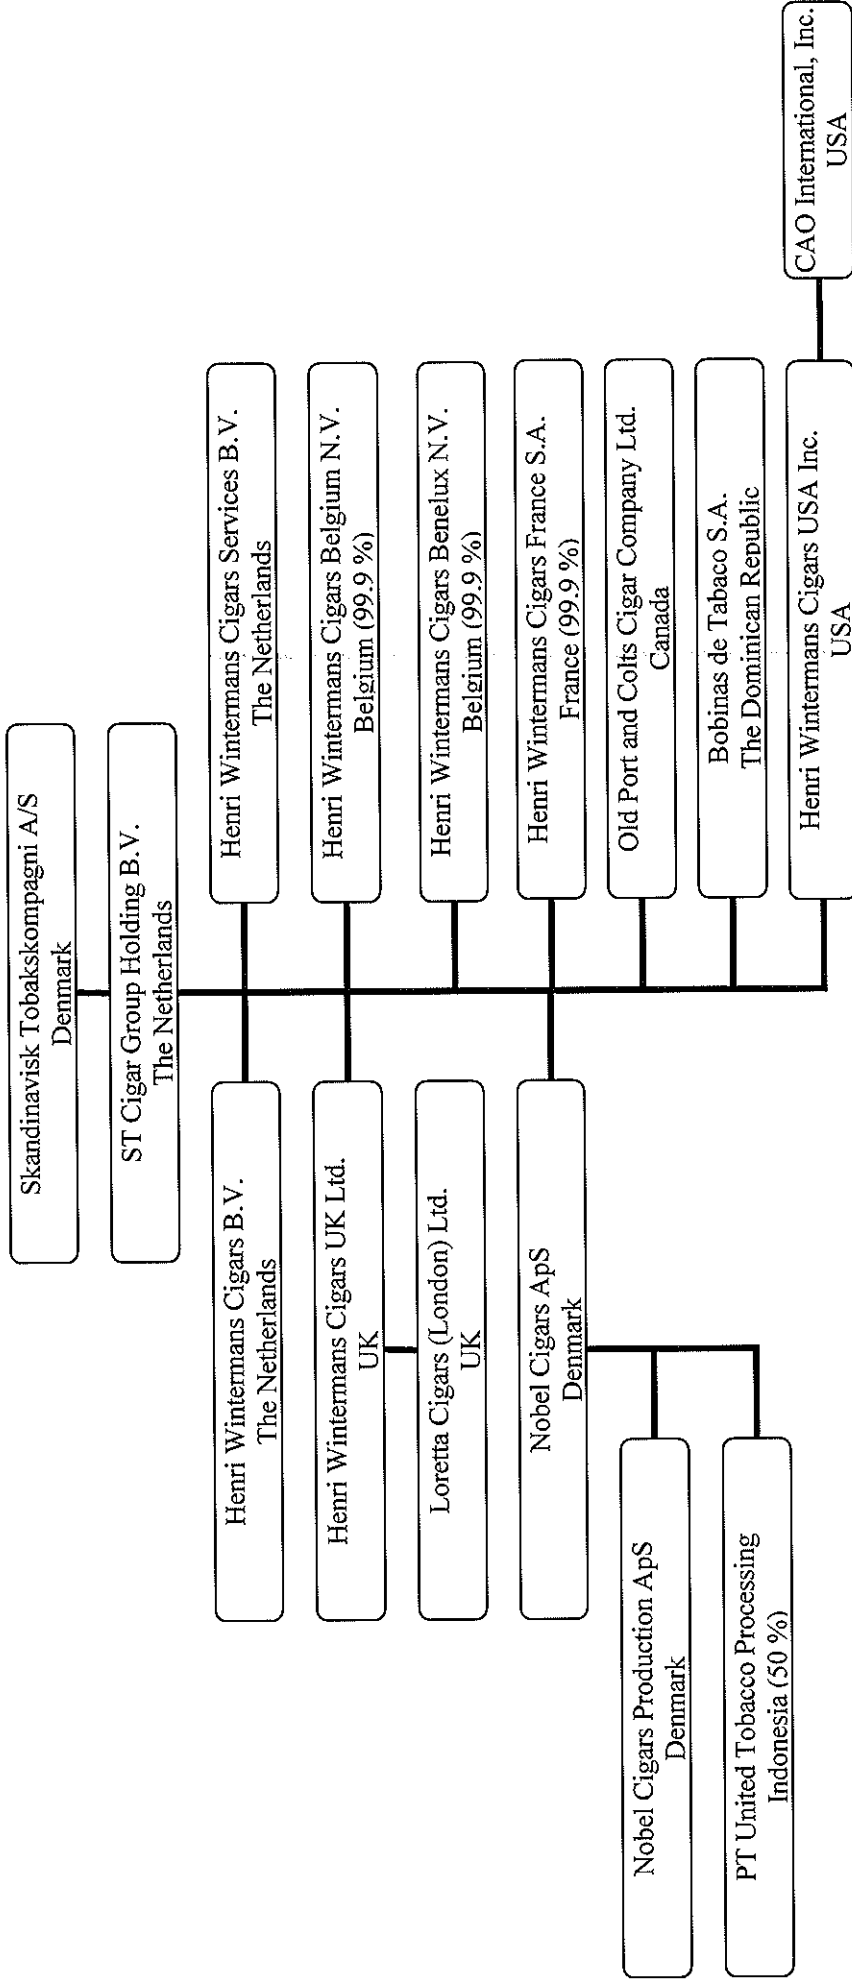 Skandinavisk Tobakskompagni A/S
Denmark
ST Cigar Group Holding B.V.
The Netherlands
Henri Wintermans Cigars B.V.
The Netherlands
Henri Wintermans Cigars UK Ltd.
UK
Loretta Cigars (London) Ltd.
UK
Nobel Cigars ApS
Denmark
Nobel Cigars Production ApS
Denmark
PT United Tobacco Processing
Indonesia (50 %)
Henri Wintermans Cigars Services B.V.
The Netherlands
Henri Wintermans Cigars Belgium N.V.
Belgium (99.9 %)
Henri Wintermans Cigars Benelux N.V.
Belgium (99.9 %)
Henri Wintermans Cigars France S.A.
France (99.9 %)
Old Port and Colts Cigar Company Ltd.
Canada
Bobinas de Tabaco S.A.
The Dominican Republic
Henri Wintermans Cigars USA Inc.
USA
CAO International, Inc.
USA